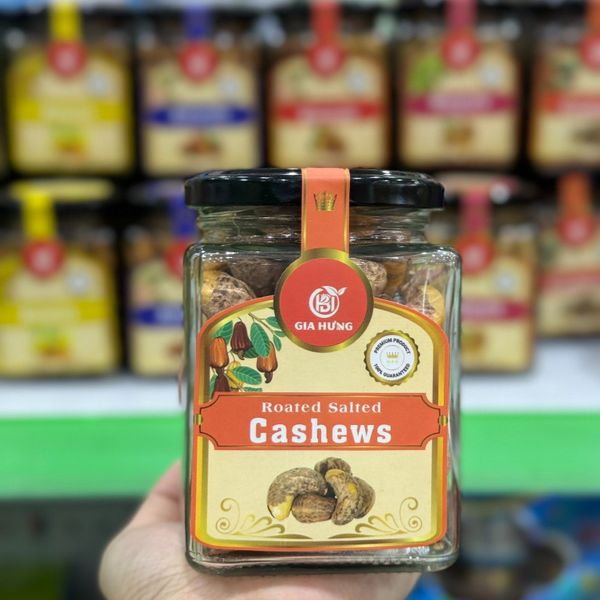 GIA HƯNG
PREMIUM PRODUCT
100% GUARANTEED
Roated Salted
Cashews